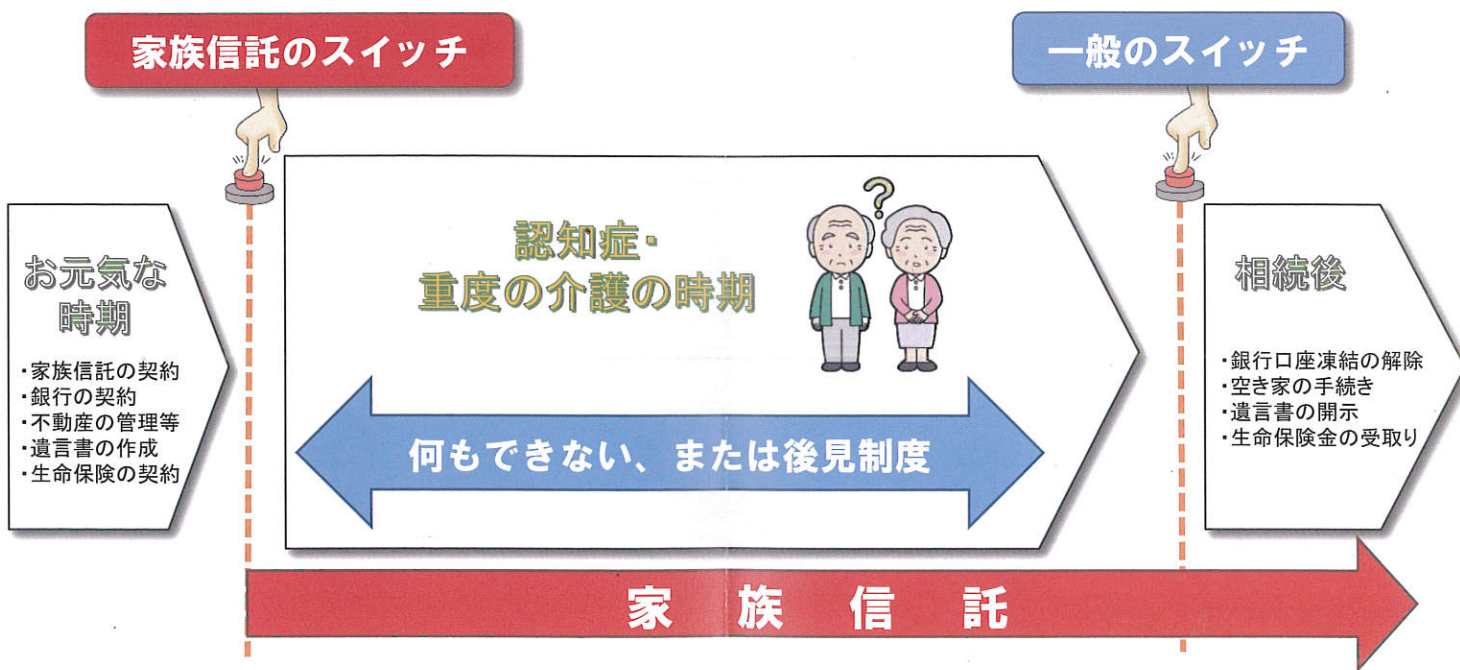 家族信託のスイッチ
一般のスイッチ
お元気な
時期
・家族信託の契約
・銀行の契約
・不動産の管理等
・遺言書の作成
・生命保険の契約
認知症・
重度の介護の時期
?
何もできない、または後見制度
相続後
・銀行口座凍結の解除
・空き家の手続き
・遺言書の開示
・生命保険金の受取り
家族信託